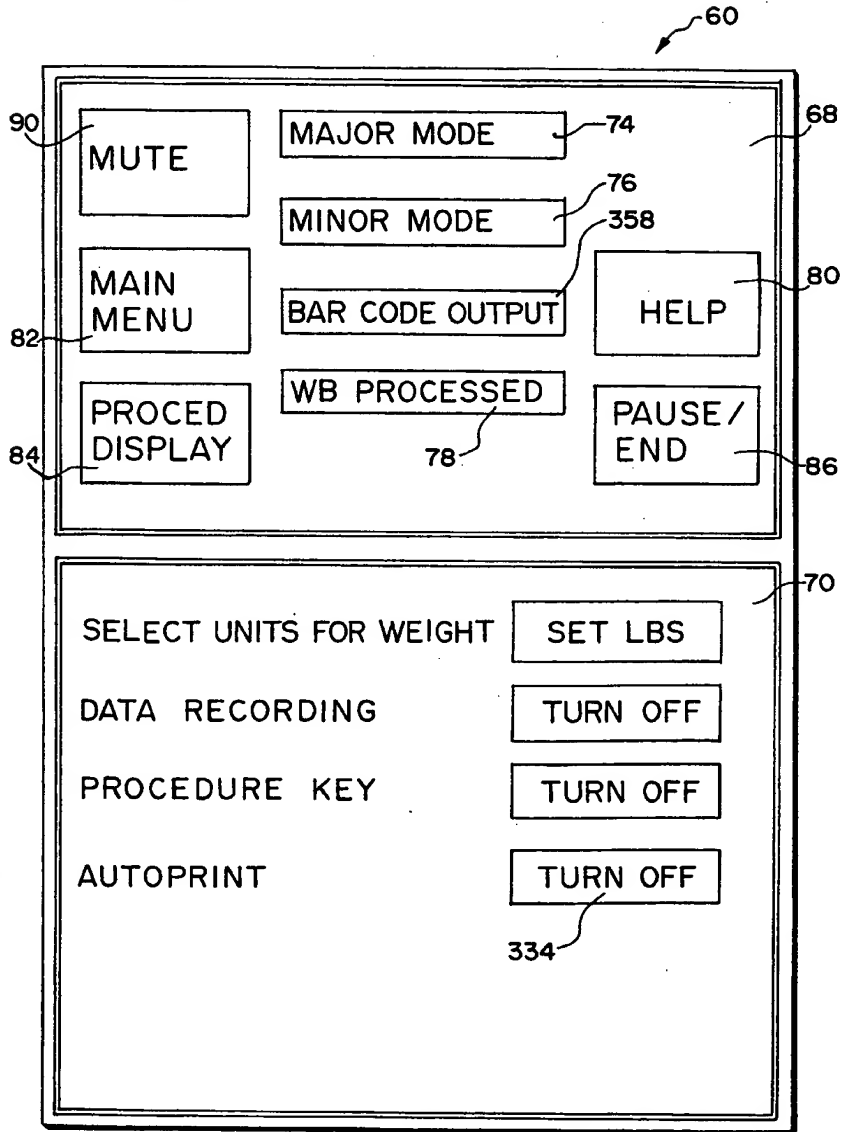 60
90
MUTE
MAJOR MODE
74
68
MINOR MODE
76
358
MAIN
MENU
82
BAR CODE OUTPUT
80
HELP
WB PROCESSED
78
PROCED
DISPLAY
84
PAUSE/
END
86
70
SELECT UNITS FOR WEIGHT SET LBS
DATA RECORDING TURN OFF
PROCEDURE KEY TURN OFF
AUTOPRINT TURN OFF
334